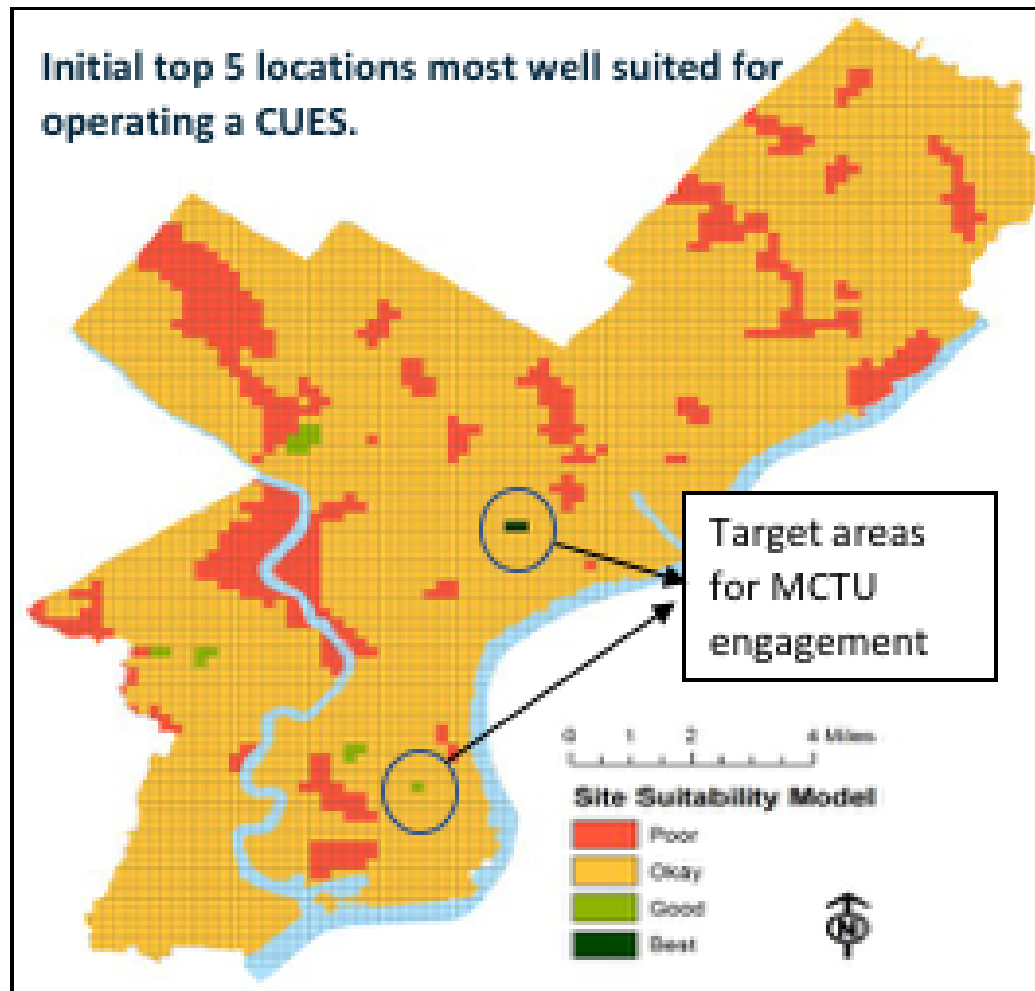 Initial top 5 locations most well suited for
operating a CUES.
Target areas
for MCTU
engagement
0 1 2 4 Miles
Site Suitability Model
Poor
Okay
Good
Best
N